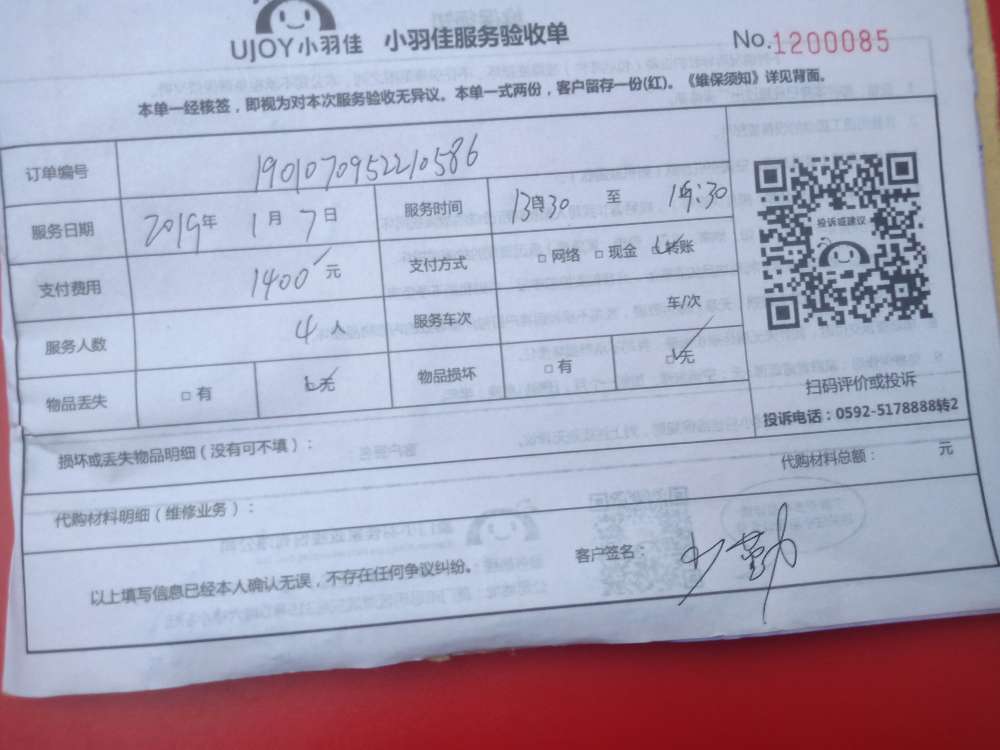 UJOY小羽佳 小羽佳服务验收单
No.1200085
本单一经核签，即视为对本次服务验收无异议。本单一式两份，客户留存一份(红)。《维保须知》详见背面。
订单编号 1901070952210586
服务日期 2019年 1月 7日 服务时间 13时30 至 1时:30
支付费用 1400 元 支付方式 □网络 □现金 ☑转账
服务人数 4人 服务车次 车/次
物品丢失 □有 ☑无 物品损坏 □有 ☑无
投诉或建议
扫码评价或投诉
投诉电话：0592-5178888转2
损坏或丢失物品明细（没有可不填）：
代购材料明细（维修业务）： 代购材料总额： 元
以上填写信息已经本人确认无误，不存在任何争议纠纷。 客户签名：